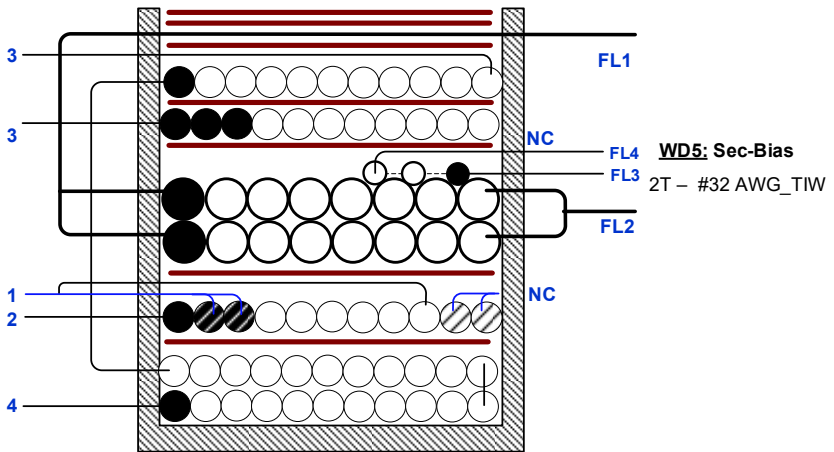 3
FL1
3
NC
FL4
WD5: Sec-Bias
FL3
2T – #32 AWG_TIW
FL2
1
NC
2
4